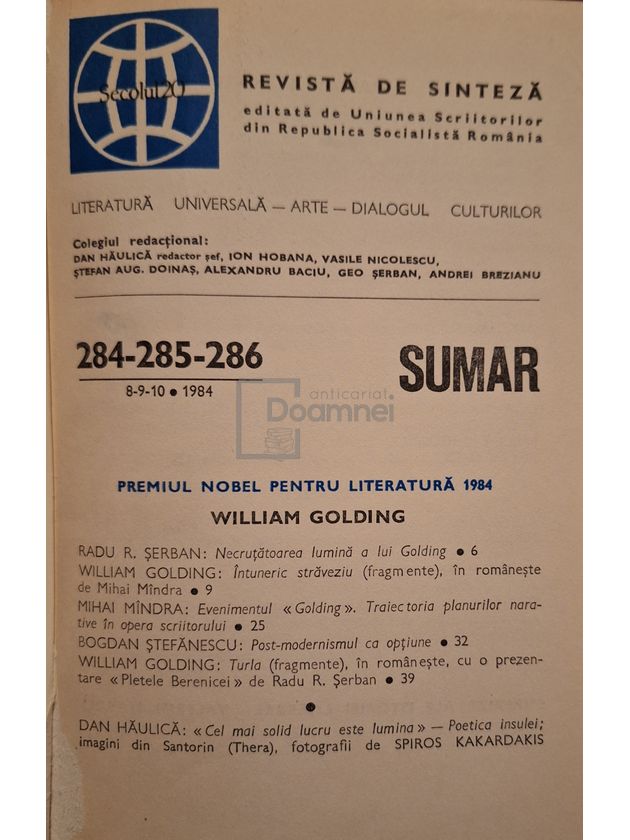 Secolul 20
REVISTĂ DE SINTEZĂ
editată de Uniunea Scriitorilor
din Republica Socialistă România
LITERATURĂ UNIVERSALĂ — ARTE — DIALOGUL CULTURILOR
Colegiul redacțional:
DAN HĂULICĂ redactor șef, ION HOBANA, VASILE NICOLESCU,
ȘTEFAN AUG. DOINAȘ, ALEXANDRU BACIU, GEO ȘERBAN, ANDREI BREZIANU
284-285-286
8-9-10 • 1984
SUMAR
anticariat
Doamnei
PREMIUL NOBEL PENTRU LITERATURĂ 1984
WILLIAM GOLDING
RADU R. ȘERBAN: Necruțătoarea lumină a lui Golding • 6
WILLIAM GOLDING: Întuneric străveziu (fragmente), în românește
de Mihai Mîndra • 9
MIHAI MÎNDRA: Evenimentul «Golding». Traiectoria planurilor nara-
tive în opera scriitorului • 25
BOGDAN ȘTEFĂNESCU: Post-modernismul ca opțiune • 32
WILLIAM GOLDING: Turla (fragmente), în românește, cu o prezen-
tare «Pletele Berenicei» de Radu R. Șerban • 39
•
DAN HĂULICĂ: «Cel mai solid lucru este lumina» — Poetica insulei;
imagini din Santorin (Thera), fotografii de SPIROS KAKARDAKIS